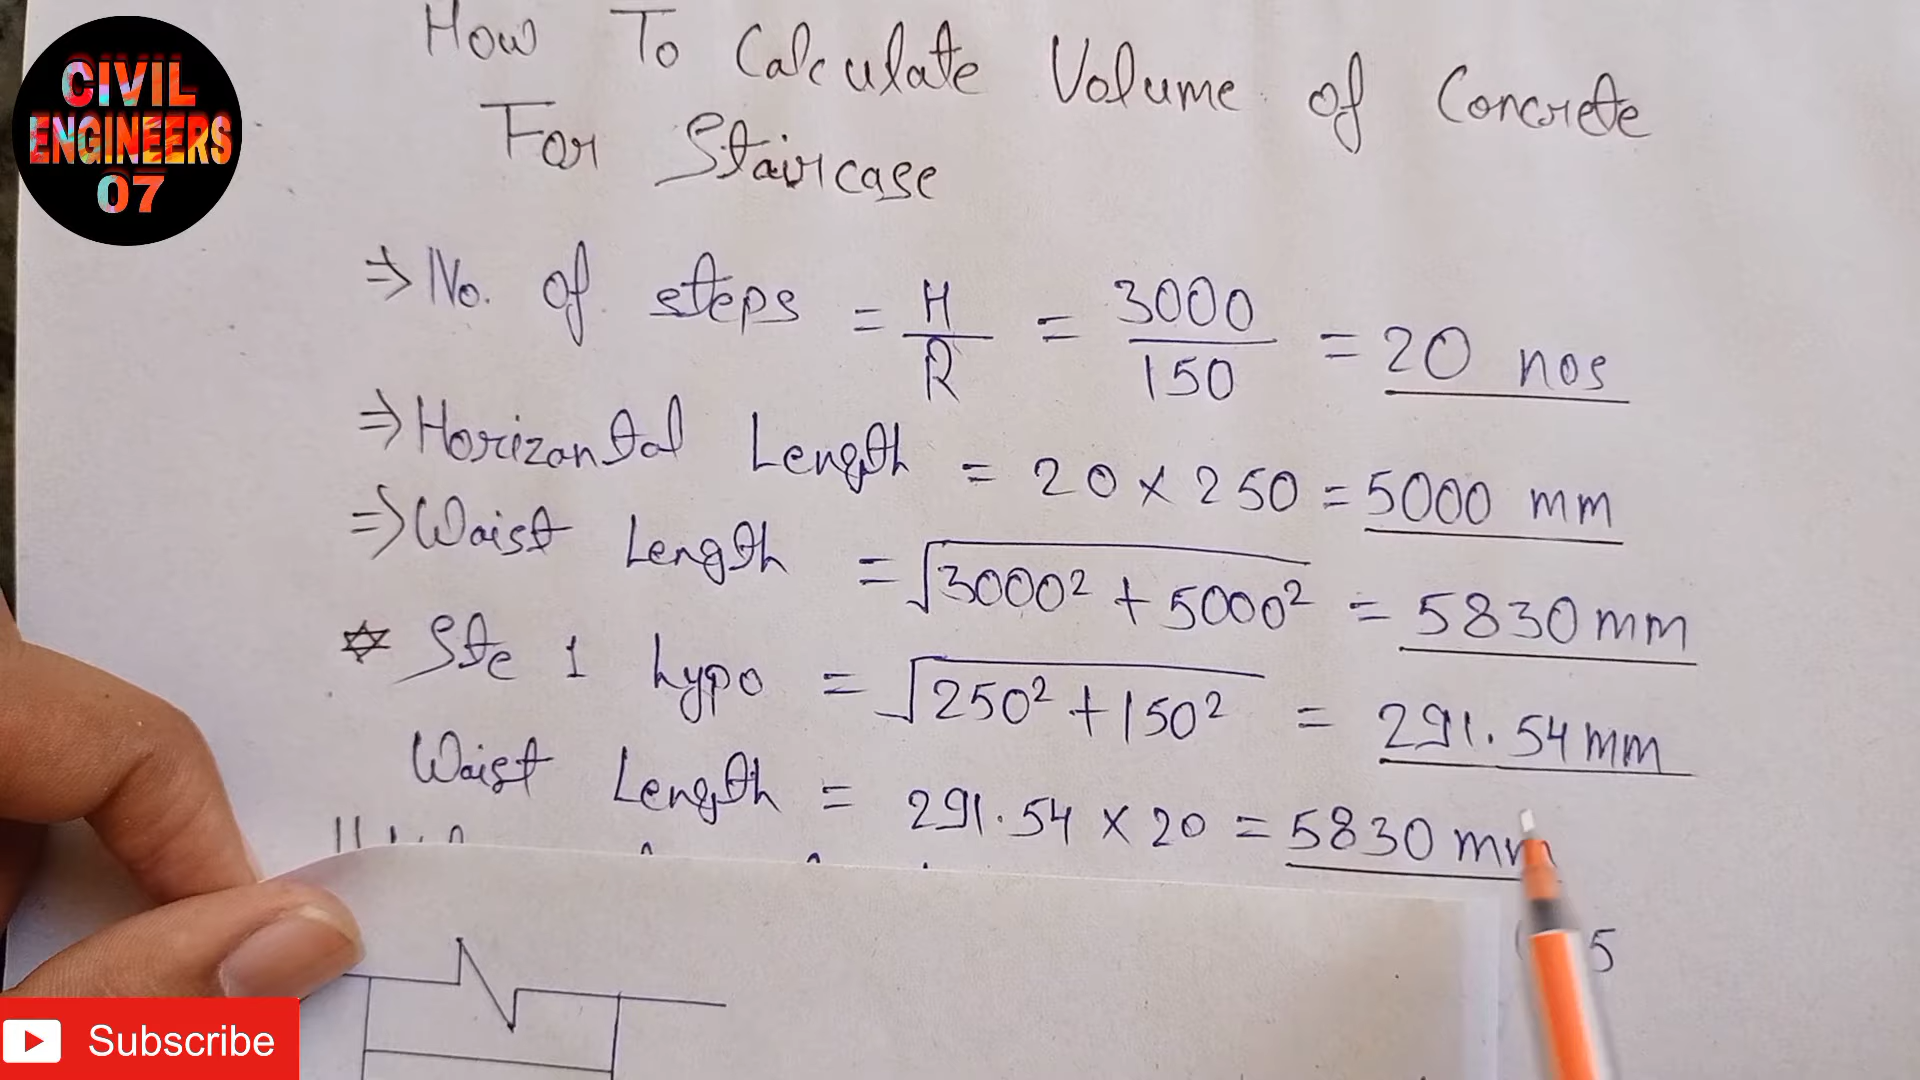 CIVIL
ENGINEERS
07
How To Calculate Volume of Concrete
For Staircase
⇒ No. of steps = H/R = 3000/150 = 20 nos
⇒ Horizontal Length = 20 × 250 = 5000 mm
⇒ Waist Length = √3000² + 5000² = 5830 mm
✡ Ste 1 hypo = √250² + 150² = 291.54 mm
Waist Length = 291.54 × 20 = 5830 mm
5
Subscribe